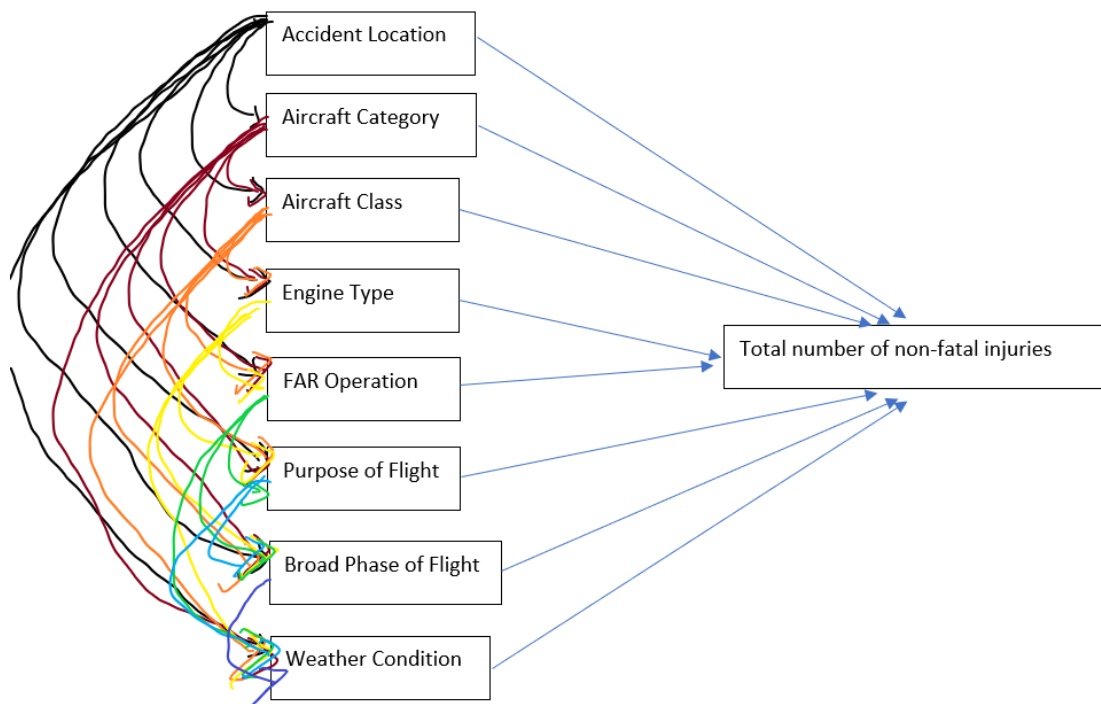 Accident Location
Aircraft Category
Aircraft Class
Engine Type
Total number of non-fatal injuries
FAR Operation
Purpose of Flight
Broad Phase of Flight
Weather Condition